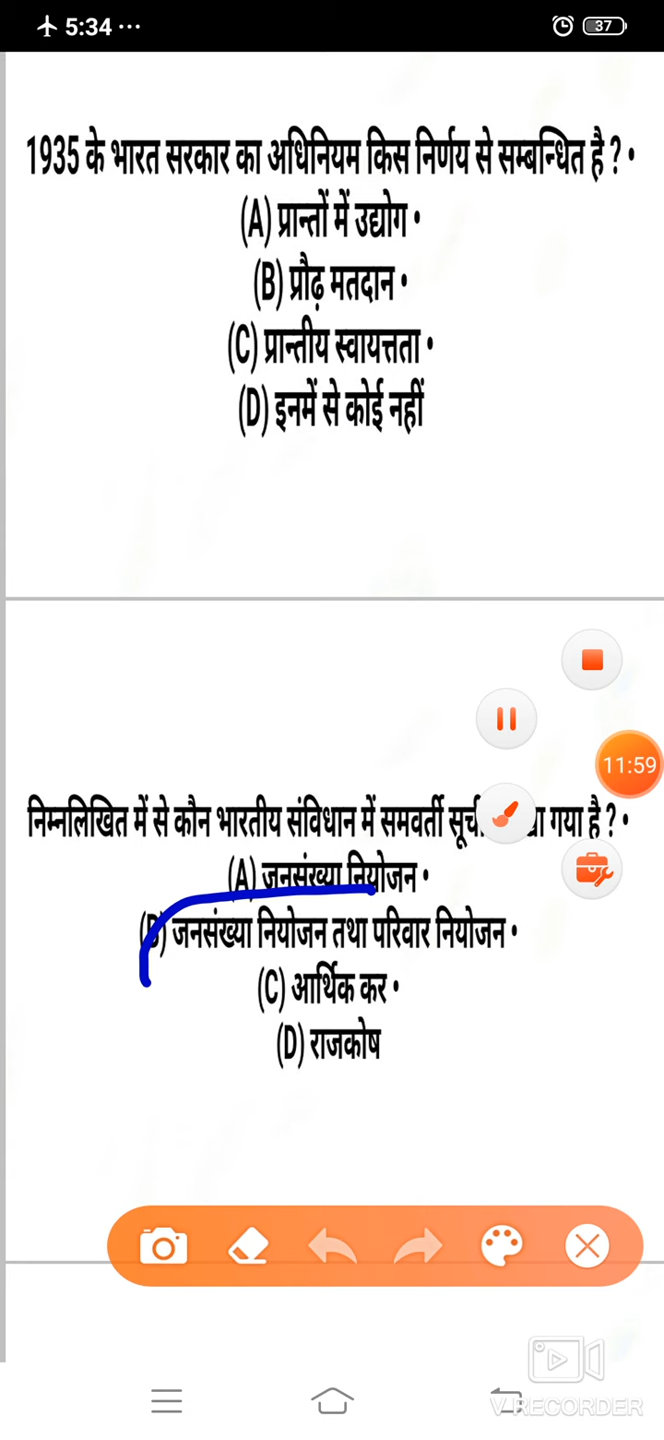 5:34 ...
37
1935 के भारत सरकार का अधिनियम किस निर्णय से सम्बन्धित है ? •
(A) प्रान्तों में उद्योग •
(B) प्रौढ़ मतदान •
(C) प्रान्तीय स्वायत्तता •
(D) इनमें से कोई नहीं
11:59
निम्नलिखित में से कौन भारतीय संविधान में समवर्ती गया है ? •
(A) जनसंख्या नियोजन •
(B) जनसंख्या नियोजन तथा परिवार नियोजन •
(C) आर्थिक कर •
(D) राजकोष
V RECORDER